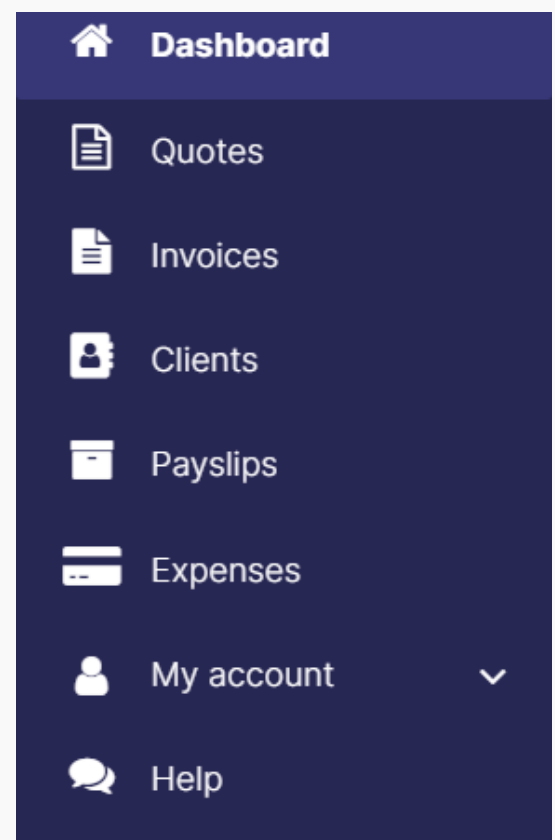 Dashboard
Quotes
Invoices
Clients
Payslips
Expenses
My account
Help